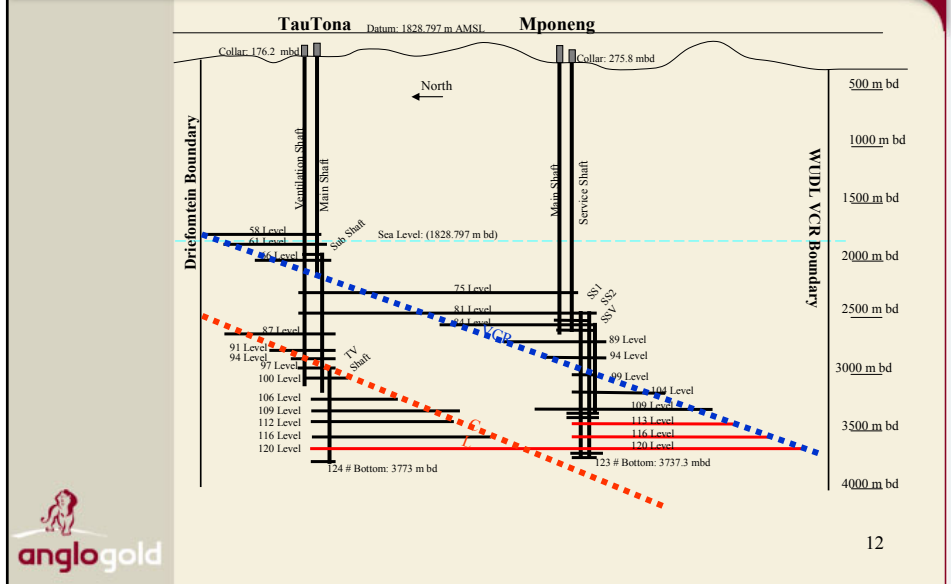 TauTona
Datum: 1828.797 m AMSL
Mponeng
Collar: 176.2 mbd
Collar: 275.8 mbd
North
500 m bd
1000 m bd
1500 m bd
2000 m bd
2500 m bd
3000 m bd
3500 m bd
4000 m bd
Driefomtein Boundary
WUDL VCR Boundary
Ventilation Shaft
Main Shaft
Main Shaft
Service Shaft
Sub Shaft
Sea Level: (1828.797 m bd)
58 Level
61 Level
66 Level
75 Level
SS1
SS2
SSV
81 Level
84 Level
VCR
87 Level
89 Level
91 Level
94 Level
94 Level
TV
Shaft
97 Level
99 Level
100 Level
104 Level
106 Level
109 Level
109 Level
112 Level
113 Level
C
L
116 Level
116 Level
120 Level
120 Level
124 # Bottom: 3773 m bd
123 # Bottom: 3737.3 mbd
anglogold
12